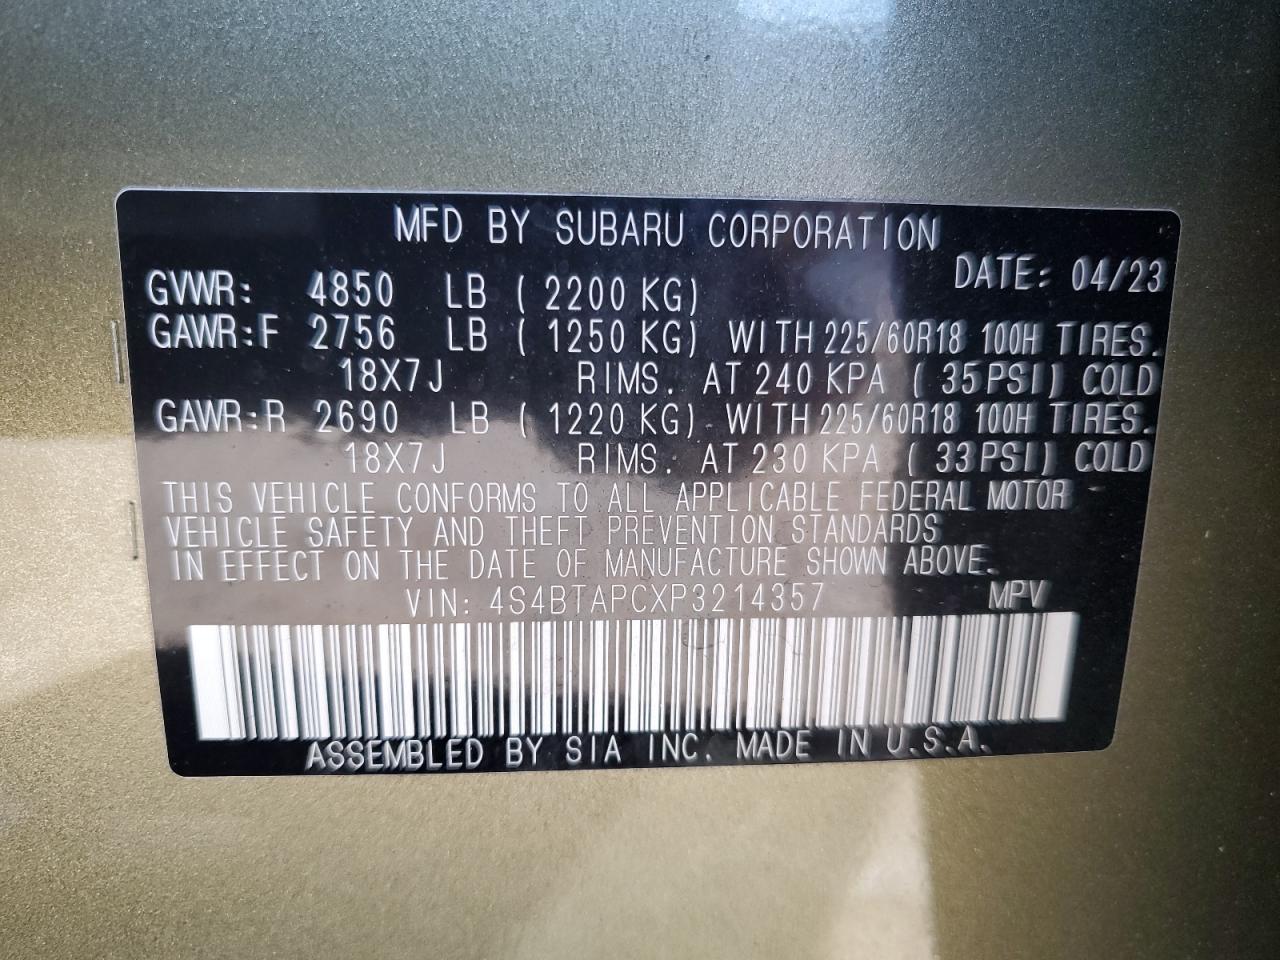 MFD BY SUBARU CORPORATION
DATE: 04/23
GVWR: 4850 LB ( 2200 KG)
GAWR:F 2756 LB ( 1250 KG) WITH 225/60R18 100H TIRES.
18X7J RIMS. AT 240 KPA ( 35PSI) COLD
GAWR:R 2690 LB ( 1220 KG) WITH 225/60R18 100H TIRES.
18X7J RIMS. AT 230 KPA ( 33PSI) COLD
THIS VEHICLE CONFORMS TO ALL APPLICABLE FEDERAL MOTOR
VEHICLE SAFETY AND THEFT PREVENTION STANDARDS
IN EFFECT ON THE DATE OF MANUFACTURE SHOWN ABOVE.
VIN: 4S4BTAPCXP3214357 MPV
ASSEMBLED BY SIA INC. MADE IN U.S.A.